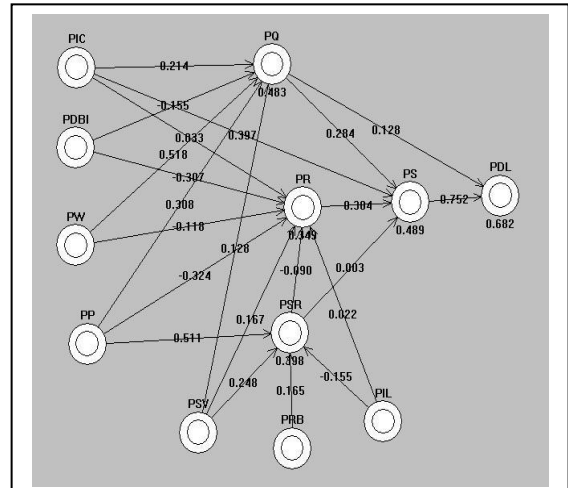 PIC
PQ
0.214
0.483
PDBI
-0.155
0.033
0.397
0.284
0.128
0.518
PS
PDL
-0.307
PR
0.384
0.752
0.308
PW
-0.118
0.349
0.489
0.682
0.128
-0.324
-0.090
0.003
PP
PSR
0.511
0.167
0.022
0.398
0.248
0.165
-0.155
PSV
PRB
PIL